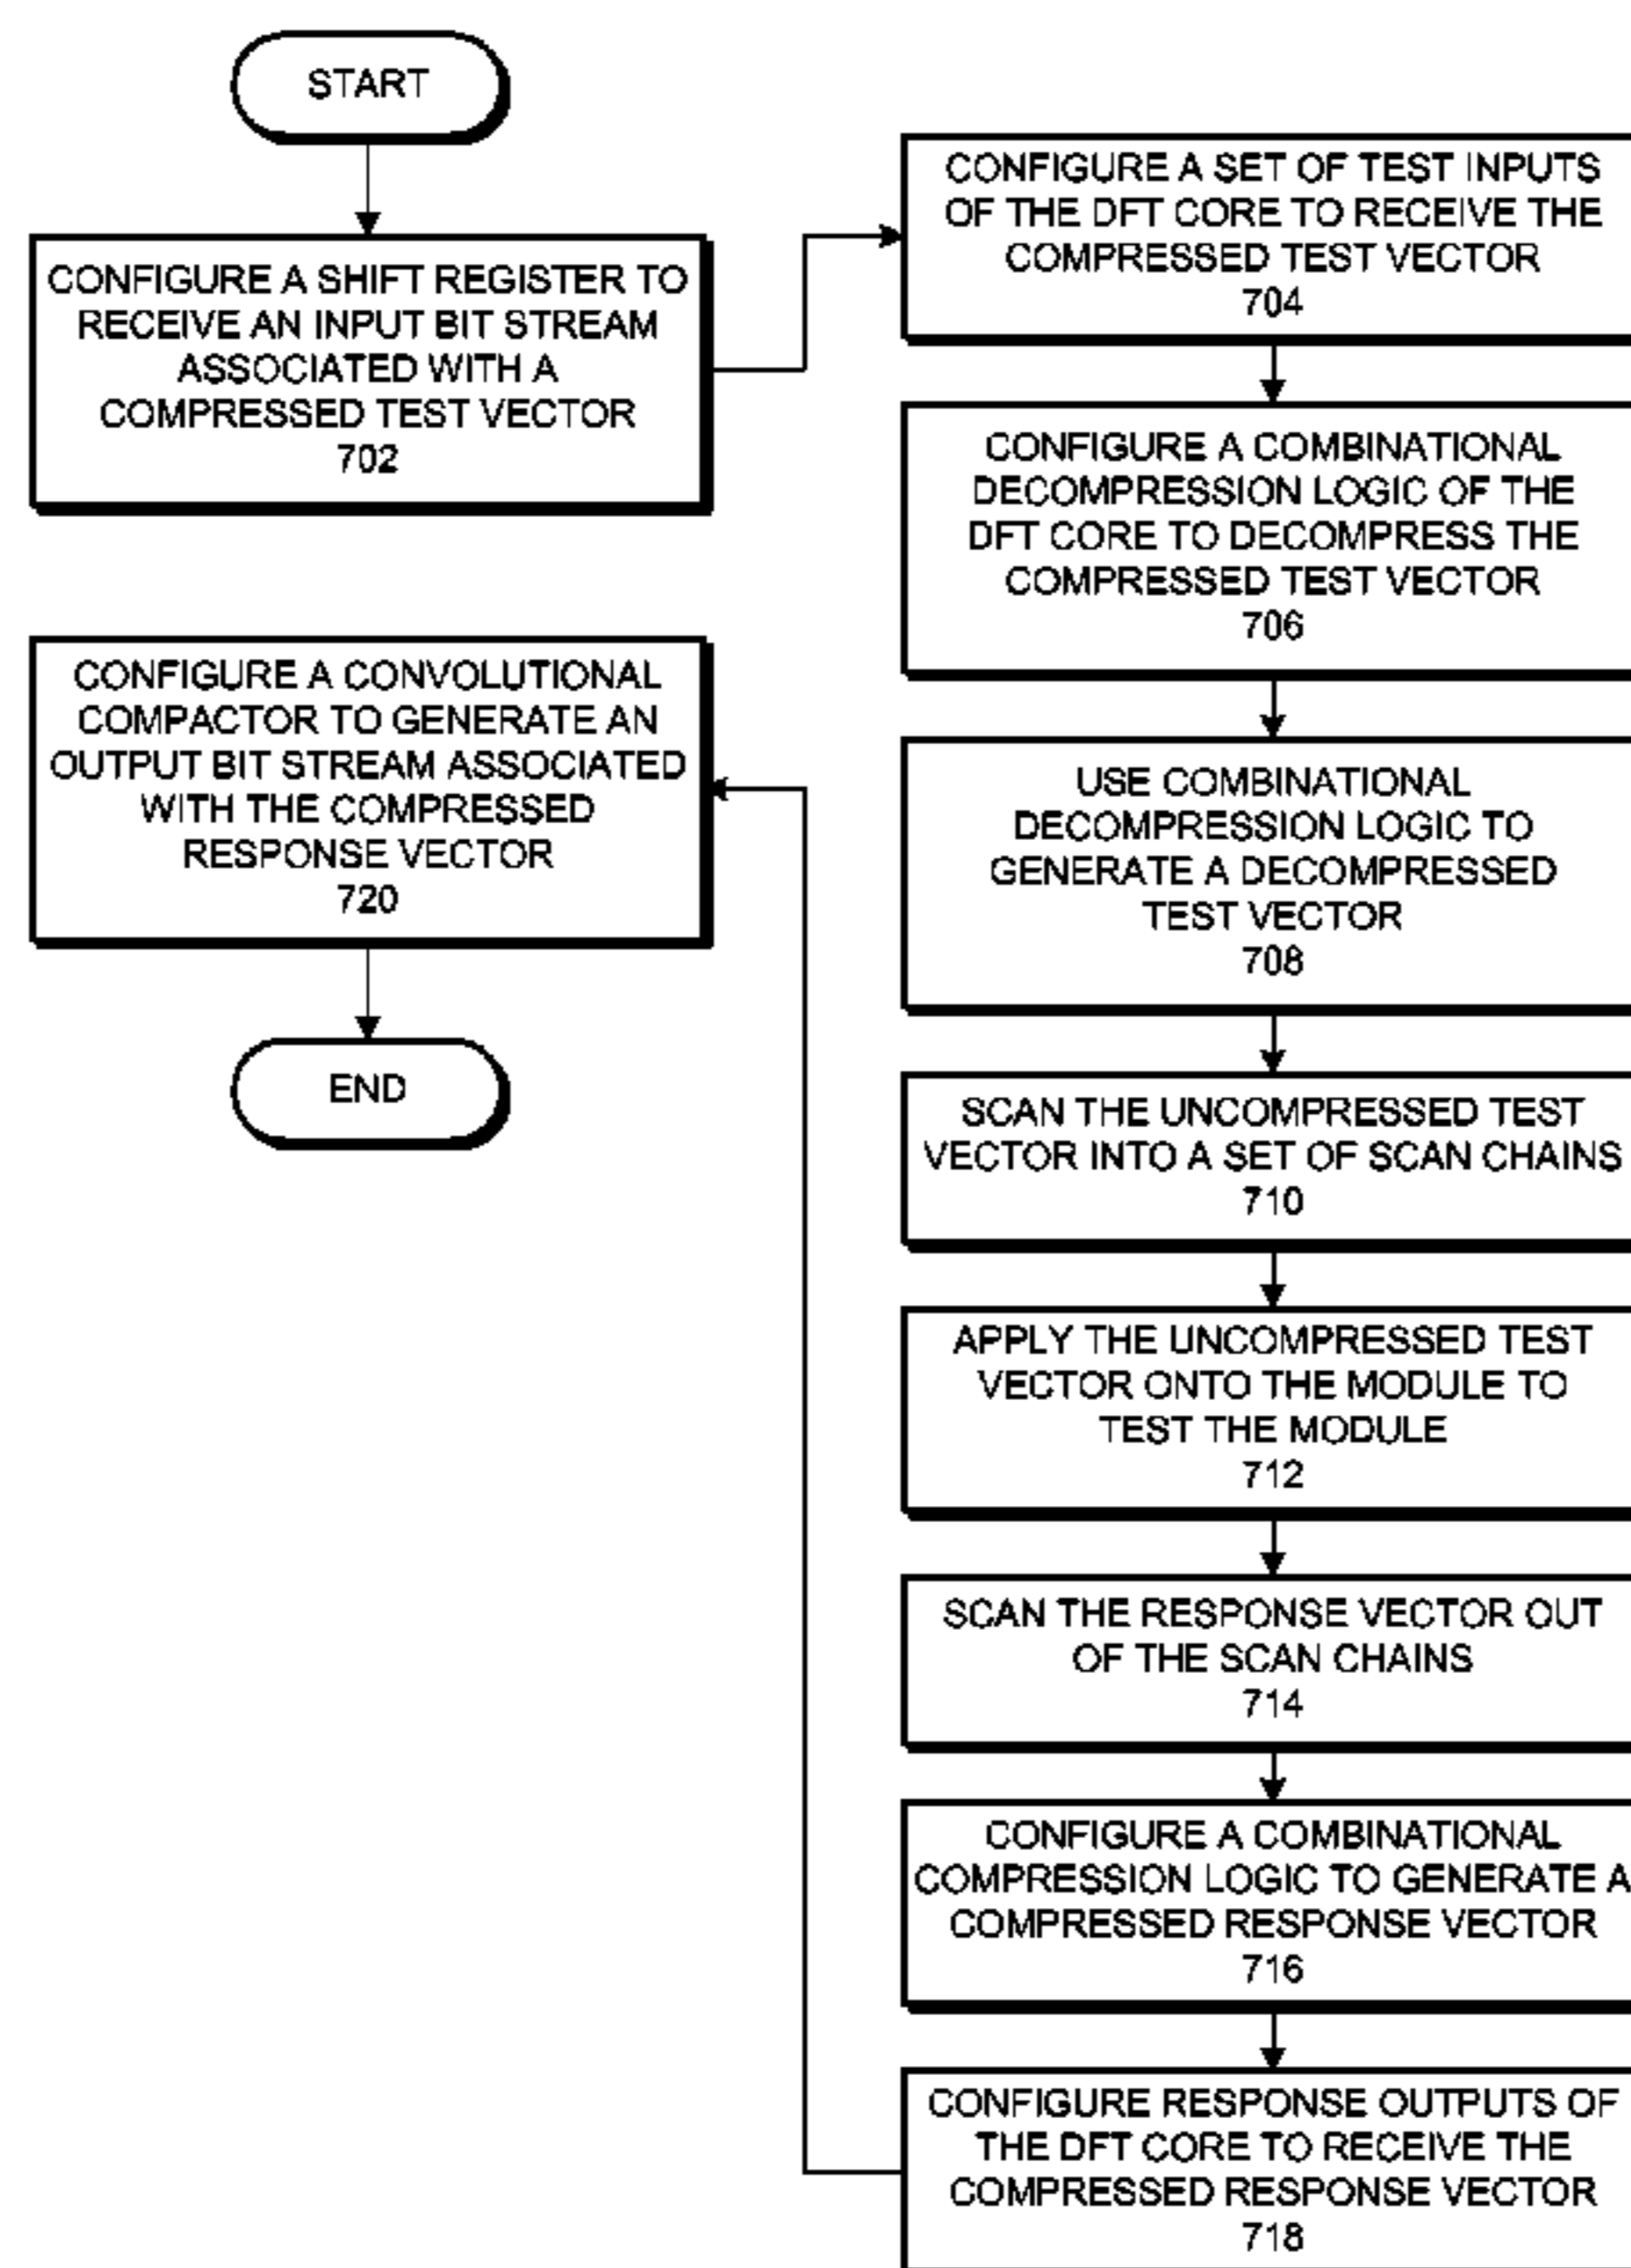 START
CONFIGURE A SHIFT REGISTER TO
RECEIVE AN INPUT BIT STREAM
ASSOCIATED WITH A
COMPRESSED TEST VECTOR
702
CONFIGURE A SET OF TEST INPUTS
OF THE DFT CORE TO RECEIVE THE
COMPRESSED TEST VECTOR
704
CONFIGURE A COMBINATIONAL
DECOMPRESSION LOGIC OF THE
DFT CORE TO DECOMPRESS THE
COMPRESSED TEST VECTOR
706
USE COMBINATIONAL
DECOMPRESSION LOGIC TO
GENERATE A DECOMPRESSED
TEST VECTOR
708
SCAN THE UNCOMPRESSED TEST
VECTOR INTO A SET OF SCAN CHAINS
710
APPLY THE UNCOMPRESSED TEST
VECTOR ONTO THE MODULE TO
TEST THE MODULE
712
SCAN THE RESPONSE VECTOR OUT
OF THE SCAN CHAINS
714
CONFIGURE A COMBINATIONAL
COMPRESSION LOGIC TO GENERATE A
COMPRESSED RESPONSE VECTOR
716
CONFIGURE RESPONSE OUTPUTS OF
THE DFT CORE TO RECEIVE THE
COMPRESSED RESPONSE VECTOR
718
CONFIGURE A CONVOLUTIONAL
COMPACTOR TO GENERATE AN
OUTPUT BIT STREAM ASSOCIATED
WITH THE COMPRESSED
RESPONSE VECTOR
720
END